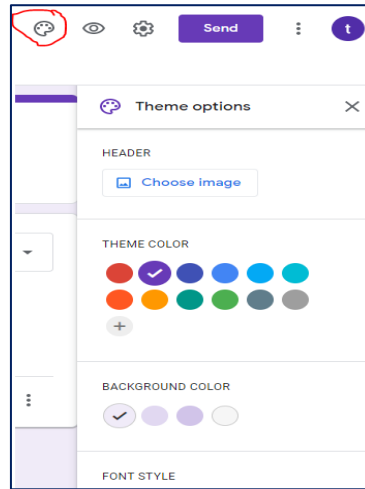 Send
t
Theme options
HEADER
Choose image
THEME COLOR
BACKGROUND COLOR
FONT STYLE